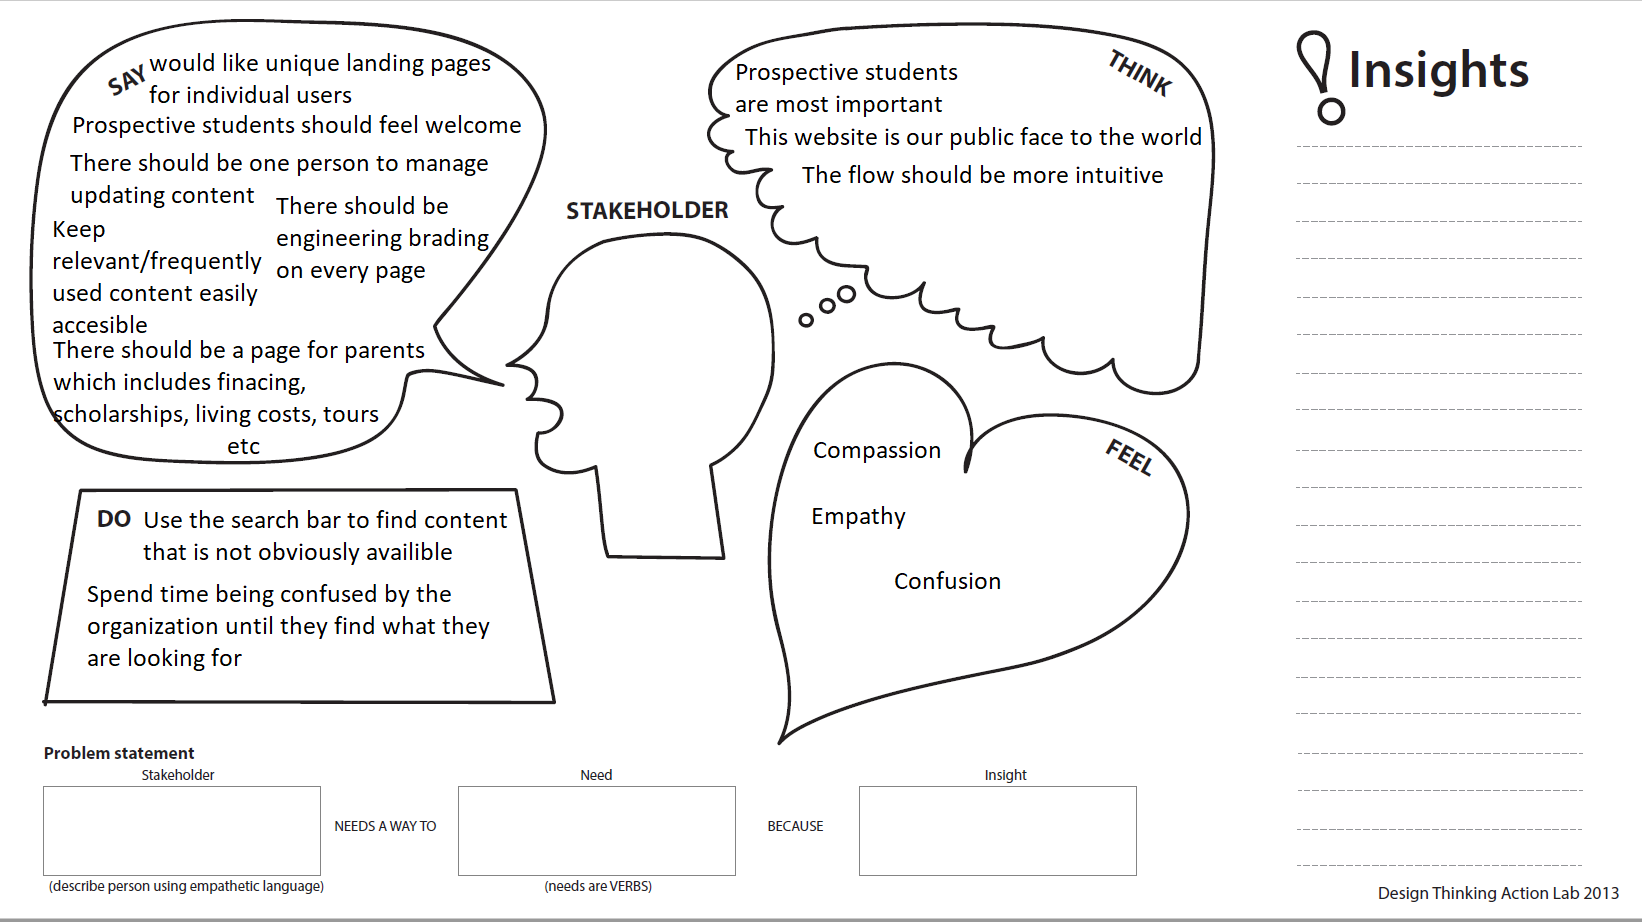 SAY
would like unique landing pages
for individual users
Prospective students should feel welcome
There should be one person to manage
updating content
There should be
engineering brading
on every page
Keep
relevant/frequently
used content easily
accesible
There should be a page for parents
which includes finacing,
scholarships, living costs, tours
etc
STAKEHOLDER
THINK
Prospective students
are most important
This website is our public face to the world
The flow should be more intuitive
Insights
DO
Use the search bar to find content
that is not obviously availible
Spend time being confused by the
organization until they find what they
are looking for
FEEL
Compassion
Empathy
Confusion
Problem statement
Stakeholder
Need
Insight
NEEDS A WAY TO
BECAUSE
(describe person using empathetic language)
(needs are VERBS)
Design Thinking Action Lab 2013